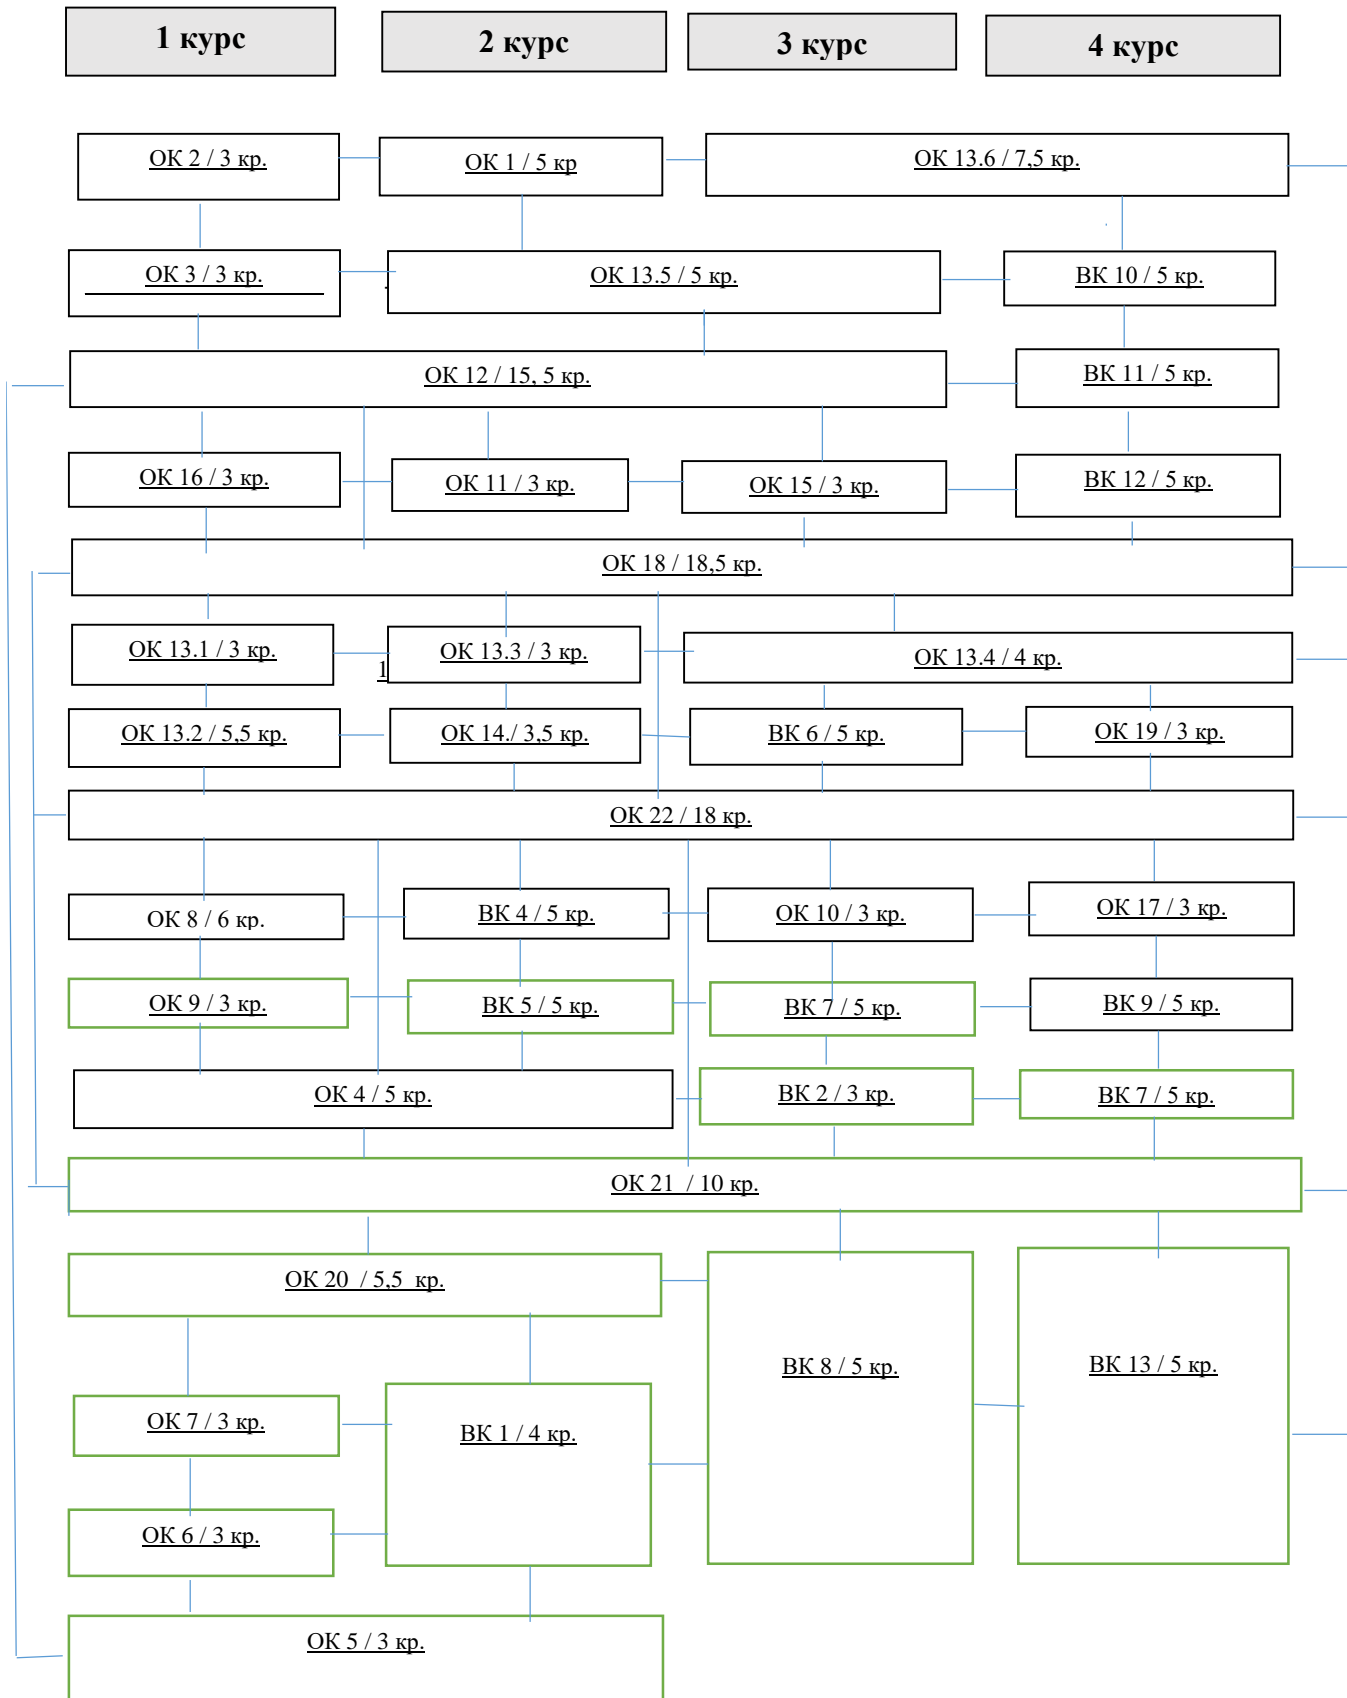 1 курс
2 курс
3 курс
4 курс
ОК 2 / 3 кр.
ОК 1 / 5 кр
ОК 13.6 / 7,5 кр.
ОК 3 / 3 кр.
ОК 13.5 / 5 кр.
ВК 10 / 5 кр.
ОК 12 / 15, 5 кр.
ВК 11 / 5 кр.
ОК 16 / 3 кр.
ОК 11 / 3 кр.
ОК 15 / 3 кр.
ВК 12 / 5 кр.
ОК 18 / 18,5 кр.
ОК 13.1 / 3 кр.
1
ОК 13.3 / 3 кр.
ОК 13.4 / 4 кр.
ОК 13.2 / 5,5 кр.
ОК 14./ 3,5 кр.
ВК 6 / 5 кр.
ОК 19 / 3 кр.
ОК 22 / 18 кр.
ОК 8 / 6 кр.
ВК 4 / 5 кр.
ОК 10 / 3 кр.
ОК 17 / 3 кр.
ОК 9 / 3 кр.
ВК 5 / 5 кр.
ВК 7 / 5 кр.
ВК 9 / 5 кр.
ОК 4 / 5 кр.
ВК 2 / 3 кр.
ВК 7 / 5 кр.
ОК 21 / 10 кр.
ОК 20 / 5,5 кр.
ВК 8 / 5 кр.
ВК 13 / 5 кр.
ОК 7 / 3 кр.
ВК 1 / 4 кр.
ОК 6 / 3 кр.
ОК 5 / 3 кр.